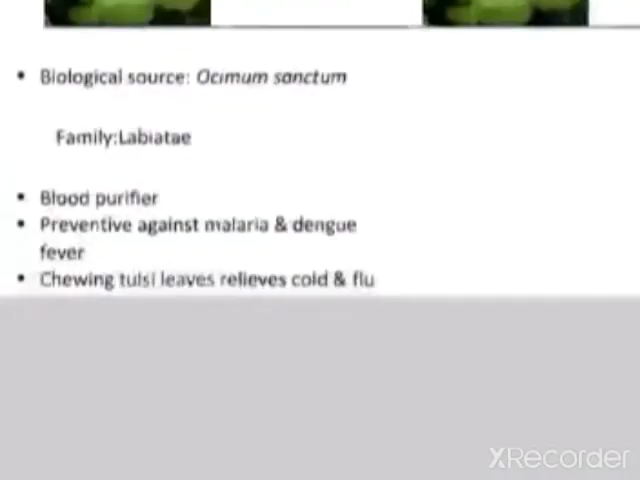 • Biological source: Ocimum sanctum
Family:Labiatae
• Blood purifier
• Preventive against malaria & dengue
fever
• Chewing tulsi leaves relieves cold & flu
XRecorder